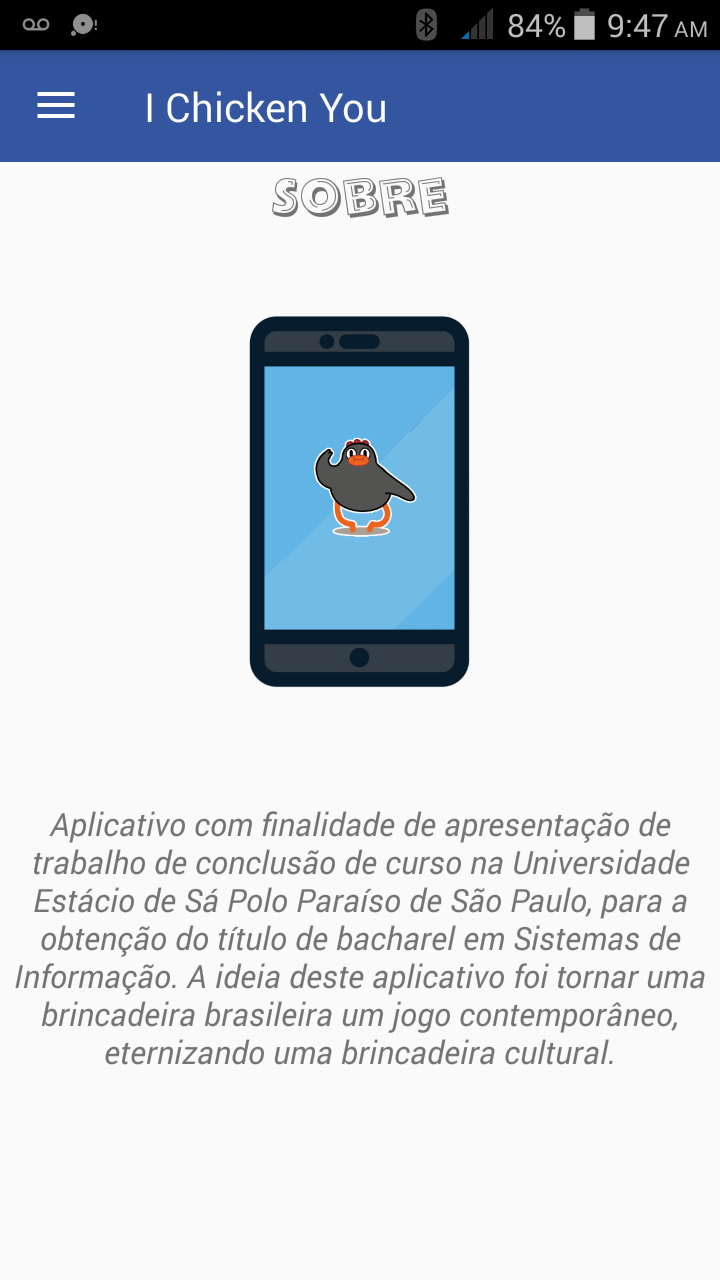 84% 9:47 AM
I Chicken You
SOBRE
Aplicativo com finalidade de apresentação de
trabalho de conclusão de curso na Universidade
Estácio de Sá Polo Paraíso de São Paulo, para a
obtenção do título de bacharel em Sistemas de
Informação. A ideia deste aplicativo foi tornar uma
brincadeira brasileira um jogo contemporâneo,
eternizando uma brincadeira cultural.